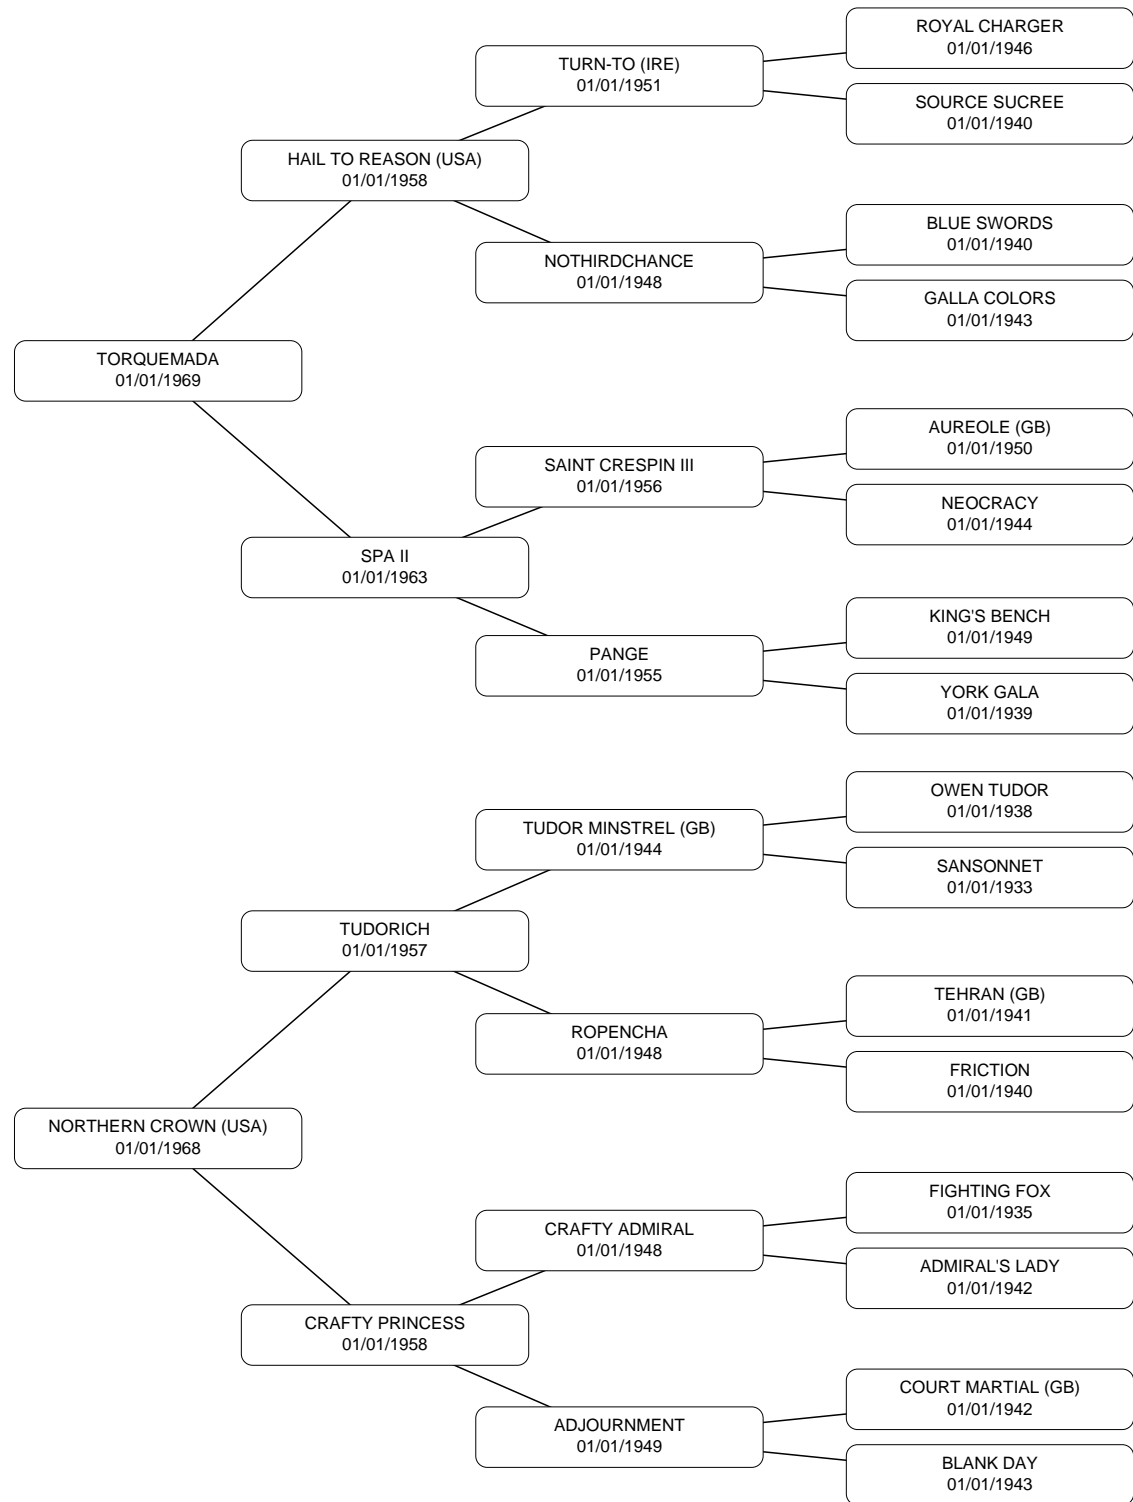 ROYAL CHARGER
01/01/1946
TURN-TO (IRE)
01/01/1951
SOURCE SUCREE
01/01/1940
HAIL TO REASON (USA)
01/01/1958
BLUE SWORDS
01/01/1940
NOTHIRDCHANCE
01/01/1948
GALLA COLORS
01/01/1943
TORQUEMADA
01/01/1969
AUREOLE (GB)
01/01/1950
SAINT CRESPIN III
01/01/1956
NEOCRACY
01/01/1944
SPA II
01/01/1963
KING'S BENCH
01/01/1949
PANGE
01/01/1955
YORK GALA
01/01/1939
OWEN TUDOR
01/01/1938
TUDOR MINSTREL (GB)
01/01/1944
SANSONNET
01/01/1933
TUDORICH
01/01/1957
TEHRAN (GB)
01/01/1941
ROPENCHA
01/01/1948
FRICTION
01/01/1940
NORTHERN CROWN (USA)
01/01/1968
FIGHTING FOX
01/01/1935
CRAFTY ADMIRAL
01/01/1948
ADMIRAL'S LADY
01/01/1942
CRAFTY PRINCESS
01/01/1958
COURT MARTIAL (GB)
01/01/1942
ADJOURNMENT
01/01/1949
BLANK DAY
01/01/1943